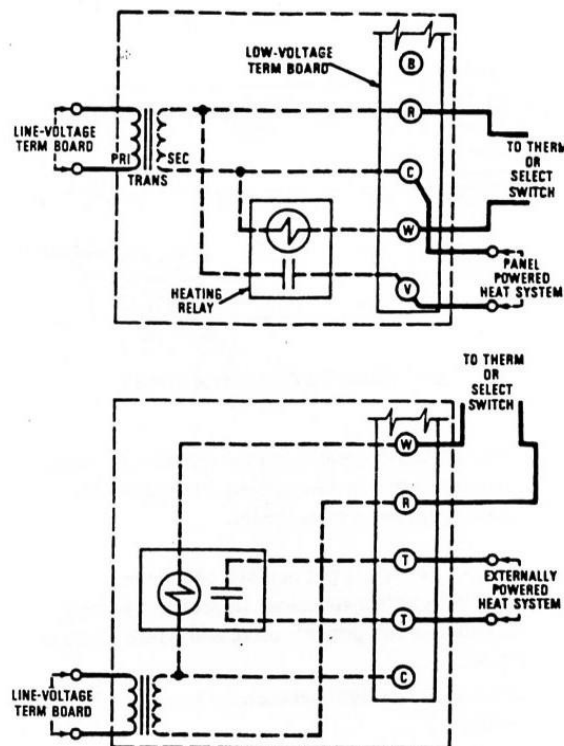 LOW-VOLTAGE
TERM BOARD
B
R
LINE-VOLTAGE
TERM BOARD
PRI
SEC
TRANS
C
TO THERM
OR
SELECT
SWITCH
W
HEATING
RELAY
V
PANEL
POWERED
HEAT SYSTEM
TO THERM
OR
SELECT
SWITCH
W
R
T
T
EXTERNALLY
POWERED
HEAT SYSTEM
C
LINE-VOLTAGE
TERM BOARD